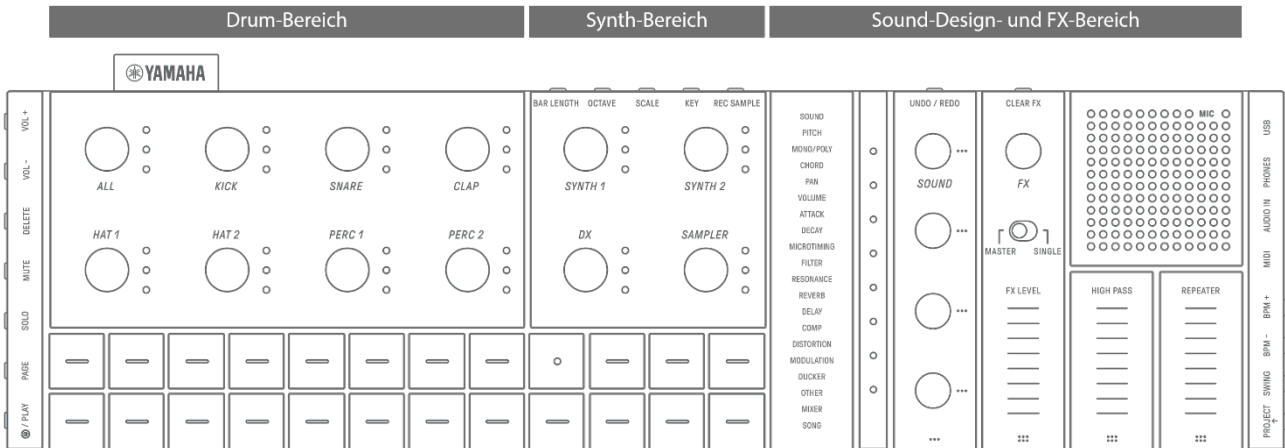 Drum-Bereich
Synth-Bereich
Sound-Design- und FX-Bereich
YAMAHA
VOL +
VOL -
DELETE
MUTE
SOLO
PAGE
/ PLAY
ALL
KICK
SNARE
CLAP
HAT 1
HAT 2
PERC 1
PERC 2
BAR LENGTH
OCTAVE
SCALE
KEY
REC SAMPLE
SYNTH 1
SYNTH 2
DX
SAMPLER
SOUND
PITCH
MONO/POLY
CHORD
PAN
VOLUME
ATTACK
DECAY
MICROTIMING
FILTER
RESONANCE
REVERB
DELAY
COMP
DISTORTION
MODULATION
DUCKER
OTHER
MIXER
SONG
UNDO / REDO
SOUND
CLEAR FX
FX
MASTER
SINGLE
FX LEVEL
MIC
HIGH PASS
REPEATER
USB
PHONES
AUDIO IN
MIDI
BPM +
BPM -
SWING
PROJECT